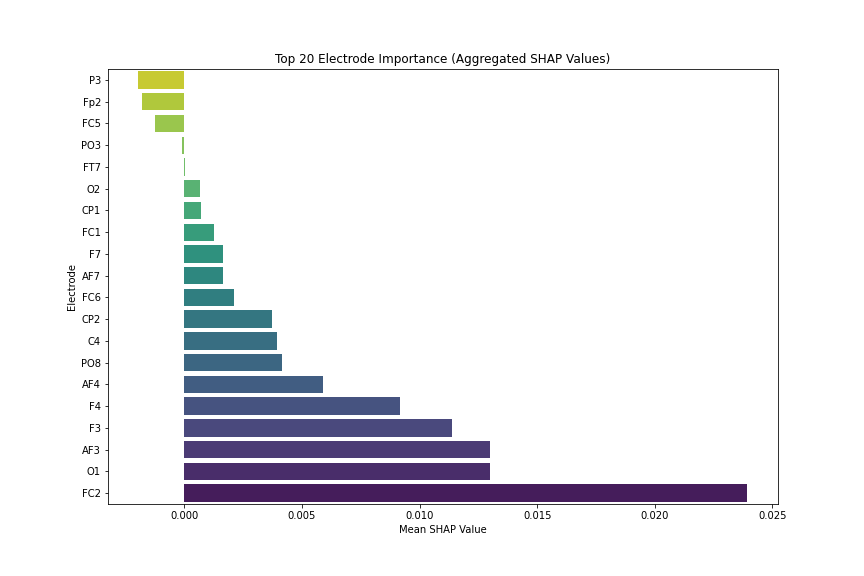 Top 20 Electrode Importance (Aggregated SHAP Values)
Electrode
P3
Fp2
FC5
PO3
FT7
O2
CP1
FC1
F7
AF7
FC6
CP2
C4
PO8
AF4
F4
F3
AF3
O1
FC2
0.000 0.005 0.010 0.015 0.020 0.025
Mean SHAP Value